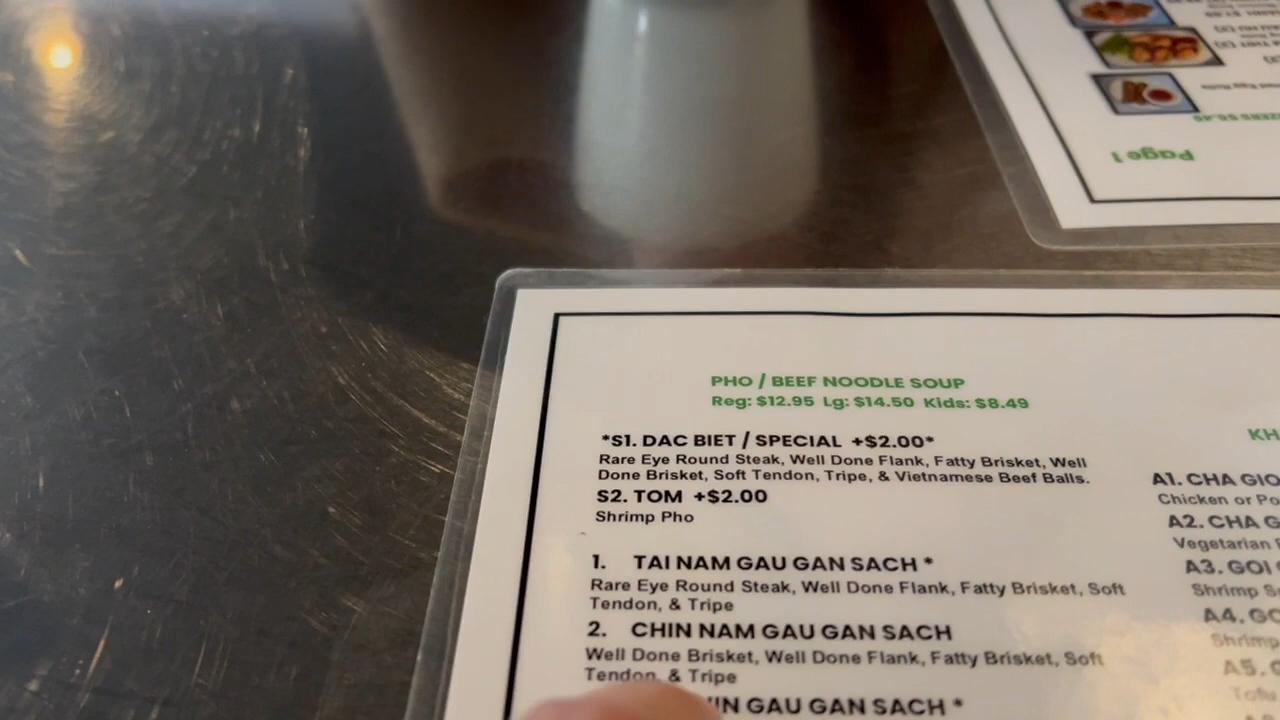 Page 1
PHO / BEEF NOODLE SOUP
Reg: $12.95 Lg: $14.50 Kids: $8.49
*S1. DAC BIET / SPECIAL +$2.00*
Rare Eye Round Steak, Well Done Flank, Fatty Brisket, Well
Done Brisket, Soft Tendon, Tripe, & Vietnamese Beef Balls.
S2. TOM +$2.00
Shrimp Pho
1. TAI NAM GAU GAN SACH *
Rare Eye Round Steak, Well Done Flank, Fatty Brisket, Soft
Tendon, & Tripe
2. CHIN NAM GAU GAN SACH
Well Done Brisket, Well Done Flank, Fatty Brisket, Soft
Tendon, & Tripe
GAU GAN SACH *
A1. CHA GIO
Chicken or
A2. CHA
Vegetarian
A3. GOI
Shrimp
A4.
Shrimp
A5.
Tofu